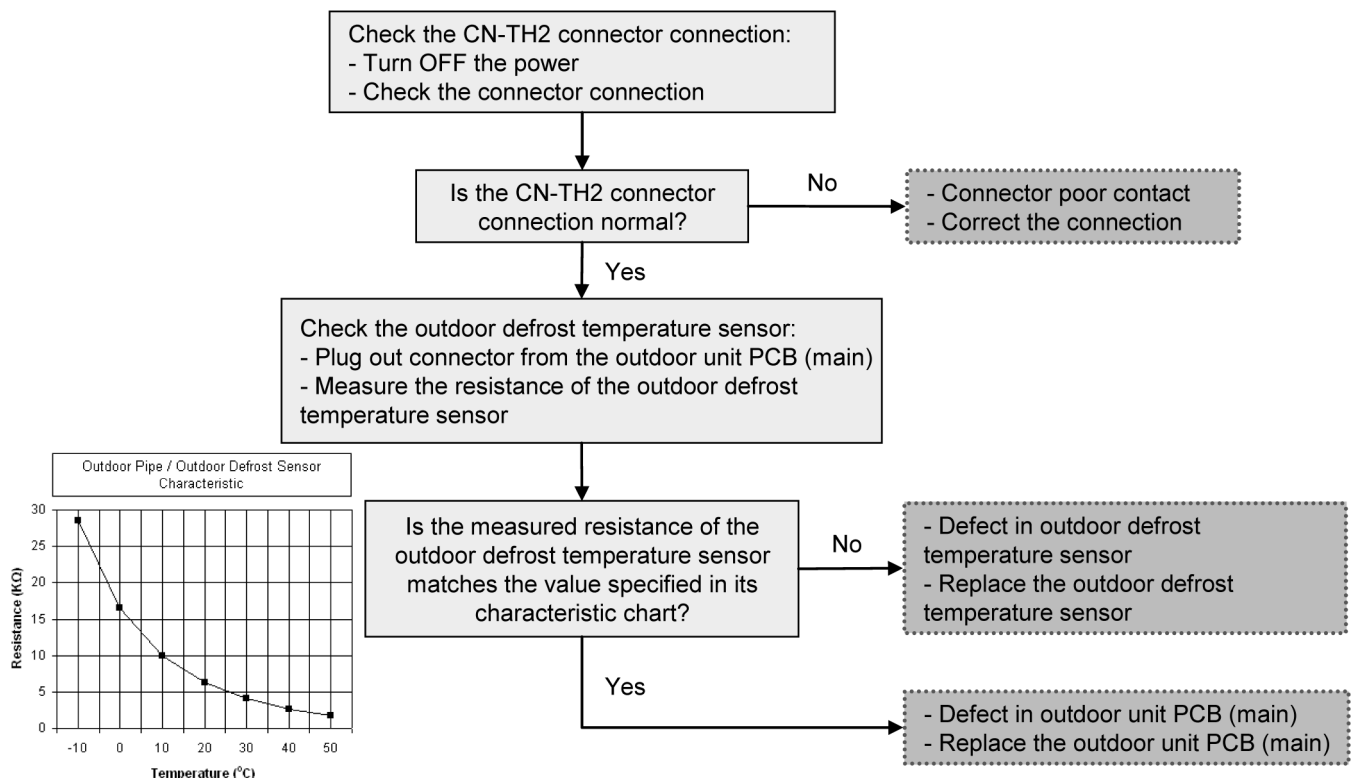 Check the CN-TH2 connector connection:
- Turn OFF the power
- Check the connector connection
Is the CN-TH2 connector
connection normal?
No
- Connector poor contact
- Correct the connection
Yes
Check the outdoor defrost temperature sensor:
- Plug out connector from the outdoor unit PCB (main)
- Measure the resistance of the outdoor defrost
temperature sensor
Outdoor Pipe / Outdoor Defrost Sensor
Characteristic
30
25
20
15
10
5
0
Resistance (KΩ)
-10 0 10 20 30 40 50
Temperature (°C)
Is the measured resistance of the
outdoor defrost temperature sensor
matches the value specified in its
characteristic chart?
No
- Defect in outdoor defrost
temperature sensor
- Replace the outdoor defrost
temperature sensor
Yes
- Defect in outdoor unit PCB (main)
- Replace the outdoor unit PCB (main)